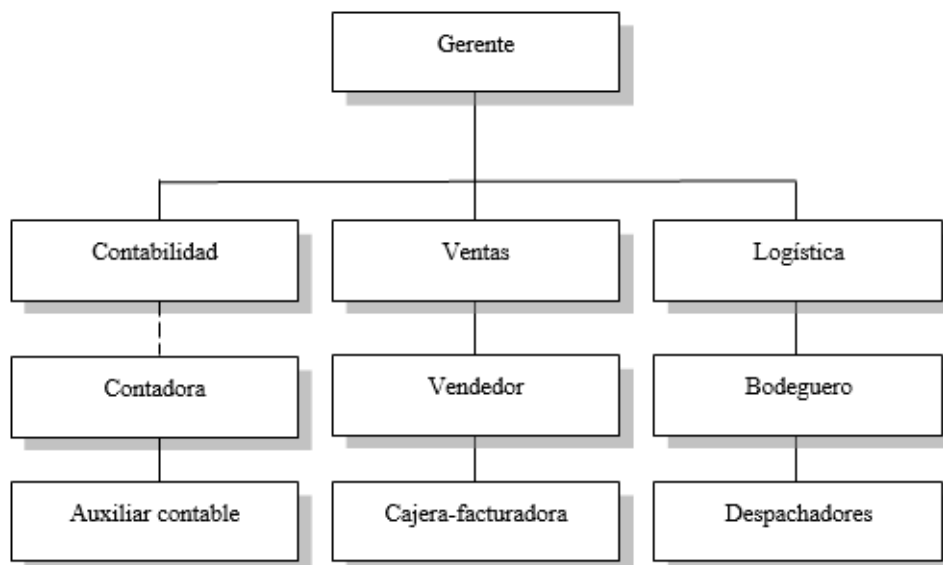 Gerente
Contabilidad
Ventas
Logística
Contadora
Vendedor
Bodeguero
Auxiliar contable
Cajera-facturadora
Despachadores